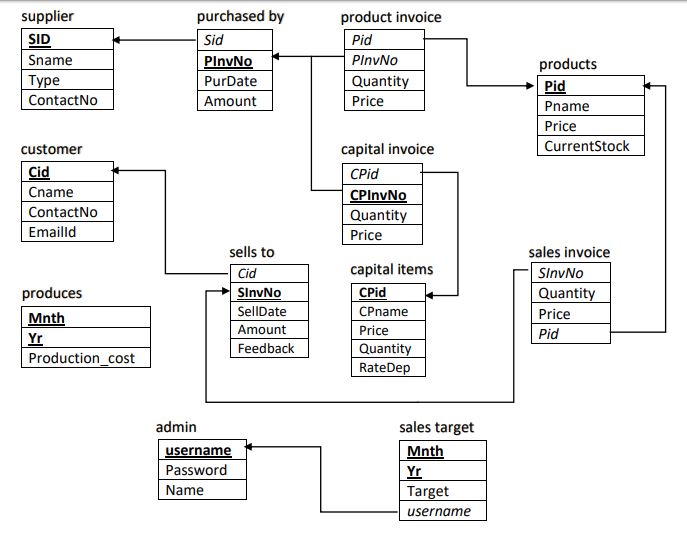 supplier
SID
Sname
Type
ContactNo
purchased by
Sid
PInvNo
PurDate
Amount
product invoice
Pid
PInvNo
Quantity
Price
products
Pid
Pname
Price
CurrentStock
customer
Cid
Cname
ContactNo
EmailId
capital invoice
CPid
CPInvNo
Quantity
Price
sells to
Cid
SInvNo
SellDate
Amount
Feedback
capital items
CPid
CPname
Price
Quantity
RateDep
sales invoice
SInvNo
Quantity
Price
Pid
produces
Mnth
Yr
Production_cost
admin
username
Password
Name
sales target
Mnth
Yr
Target
username